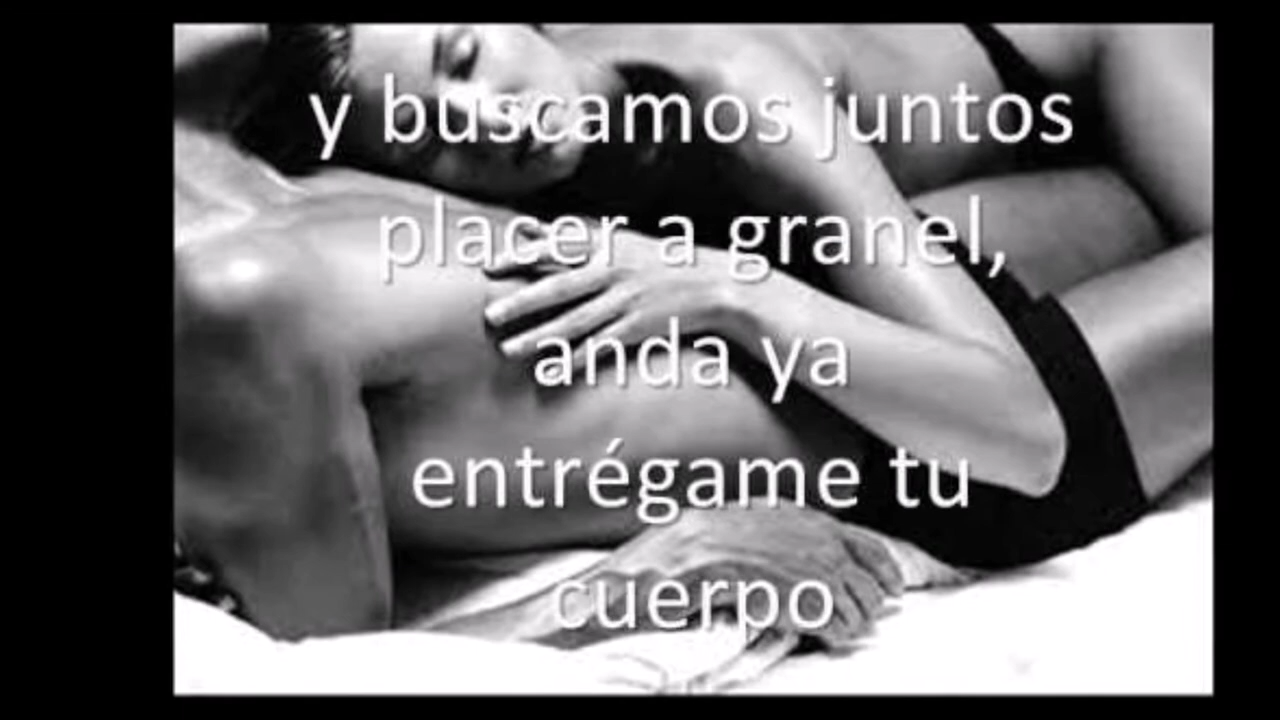 y buscamos juntos
placer a granel,
anda ya
entrégame tu
cuerpo